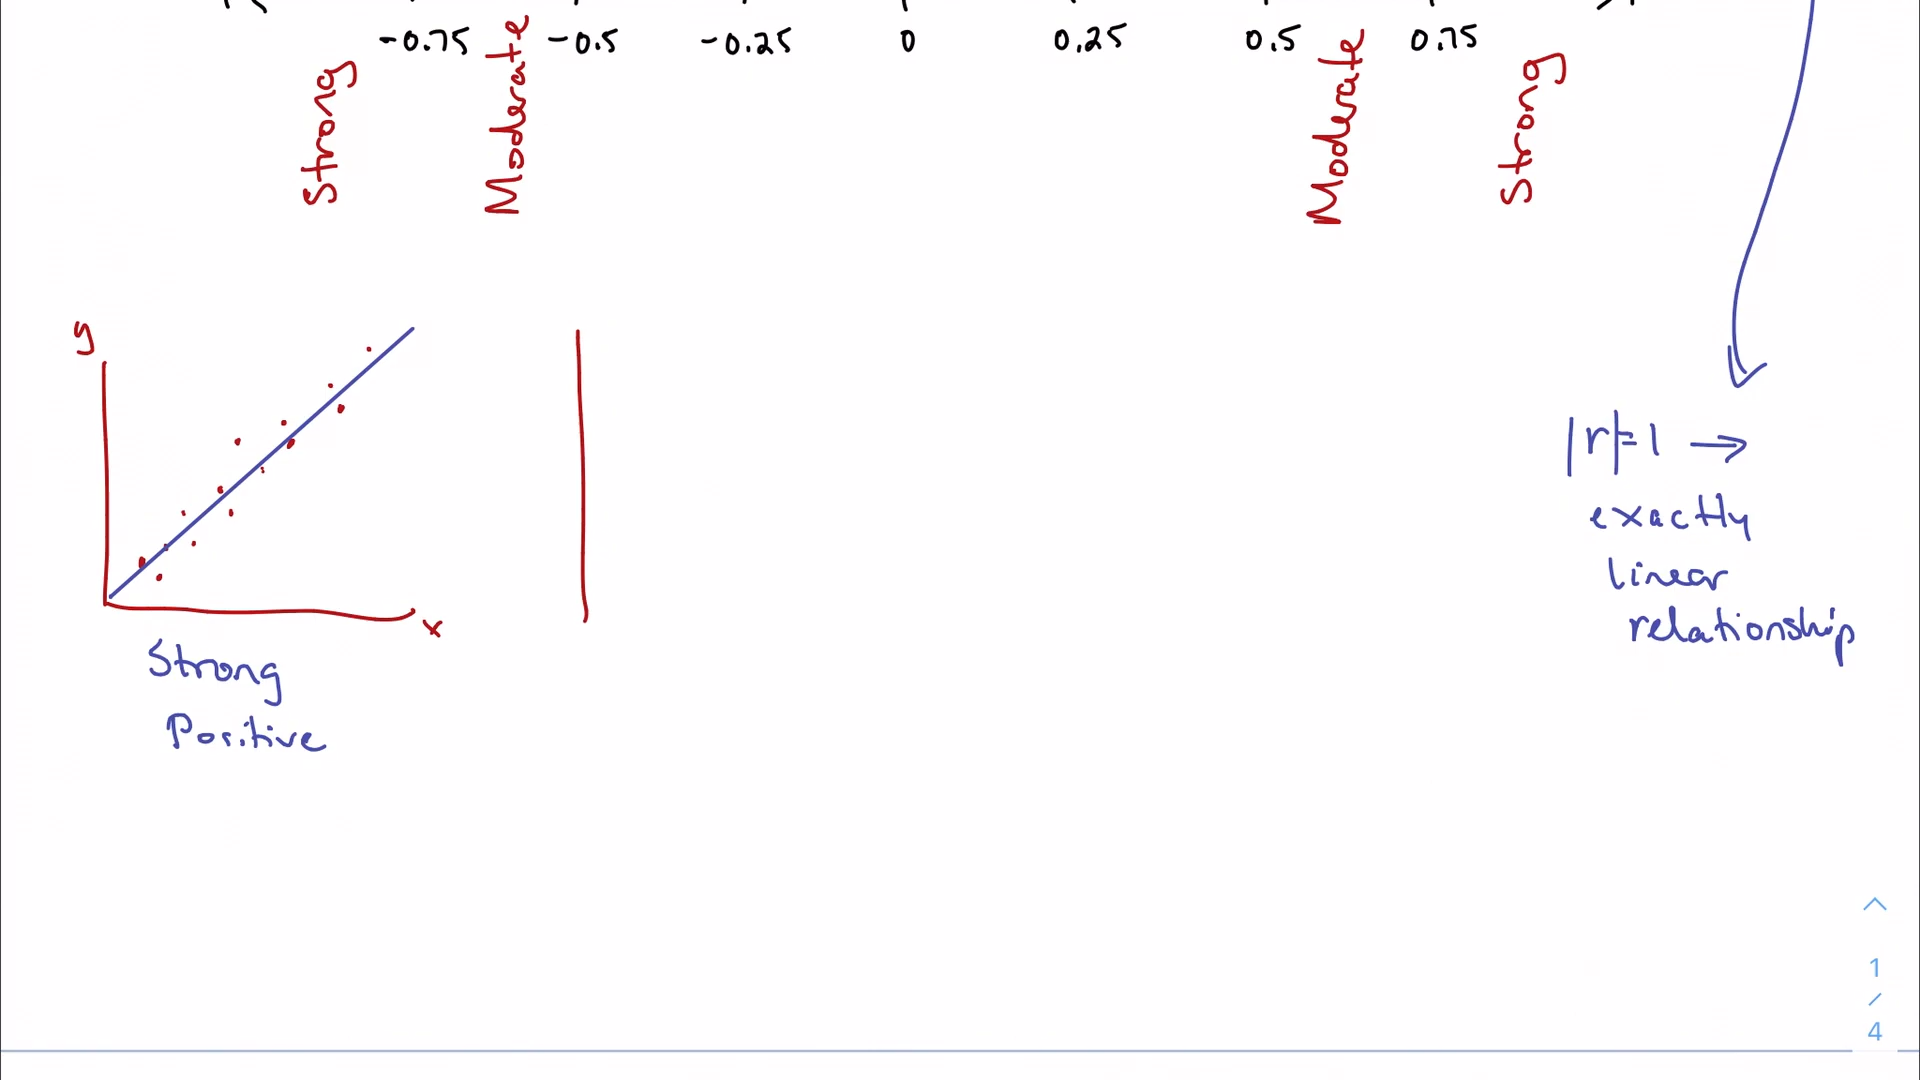 -0.75 -0.5 -0.25 0 0.25 0.5 0.75
Strong Moderate Moderate Strong
y
x
Strong
Positive
|r|=1 →
exactly
linear
relationship
1
/
4